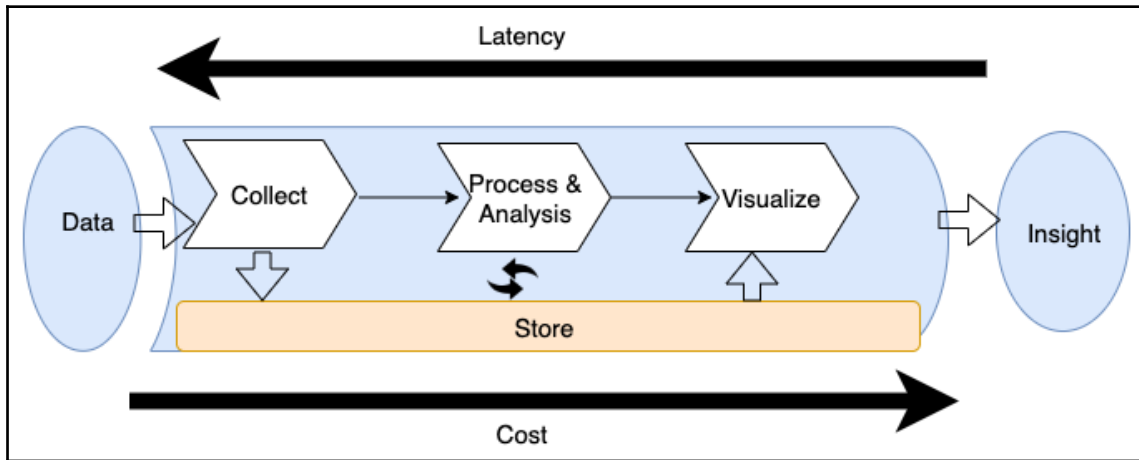 Latency
Data
Collect
Process &
Analysis
Visualize
Insight
Store
Cost